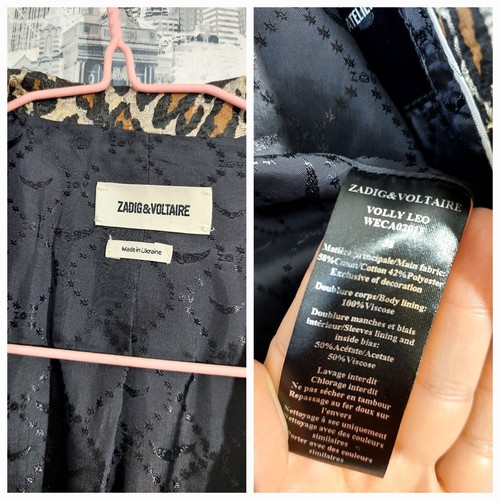 ZADIG&VOLTAIRE
Made in Ukraine
ATELIER
ZADIG&VOLTAIRE
VOLLY LEO
Matière principale/Main fabric:
58%Coton/Cotton 42%Polyester
Exclusive of decoration
Doublure corps/Body lining:
100%Viscose
Doublure manches et biais
Intérieur/Sleeves lining and
inside bias:
50%Acétate/Acetate
50%Viscose
Lavage interdit
Chlorage interdit
Ne pas sécher en tambour
Repassage au fer doux sur
l'envers
Nettoyage à sec uniquement
Nettoyage avec des couleurs
similaires
Porter avec des couleurs
similaires